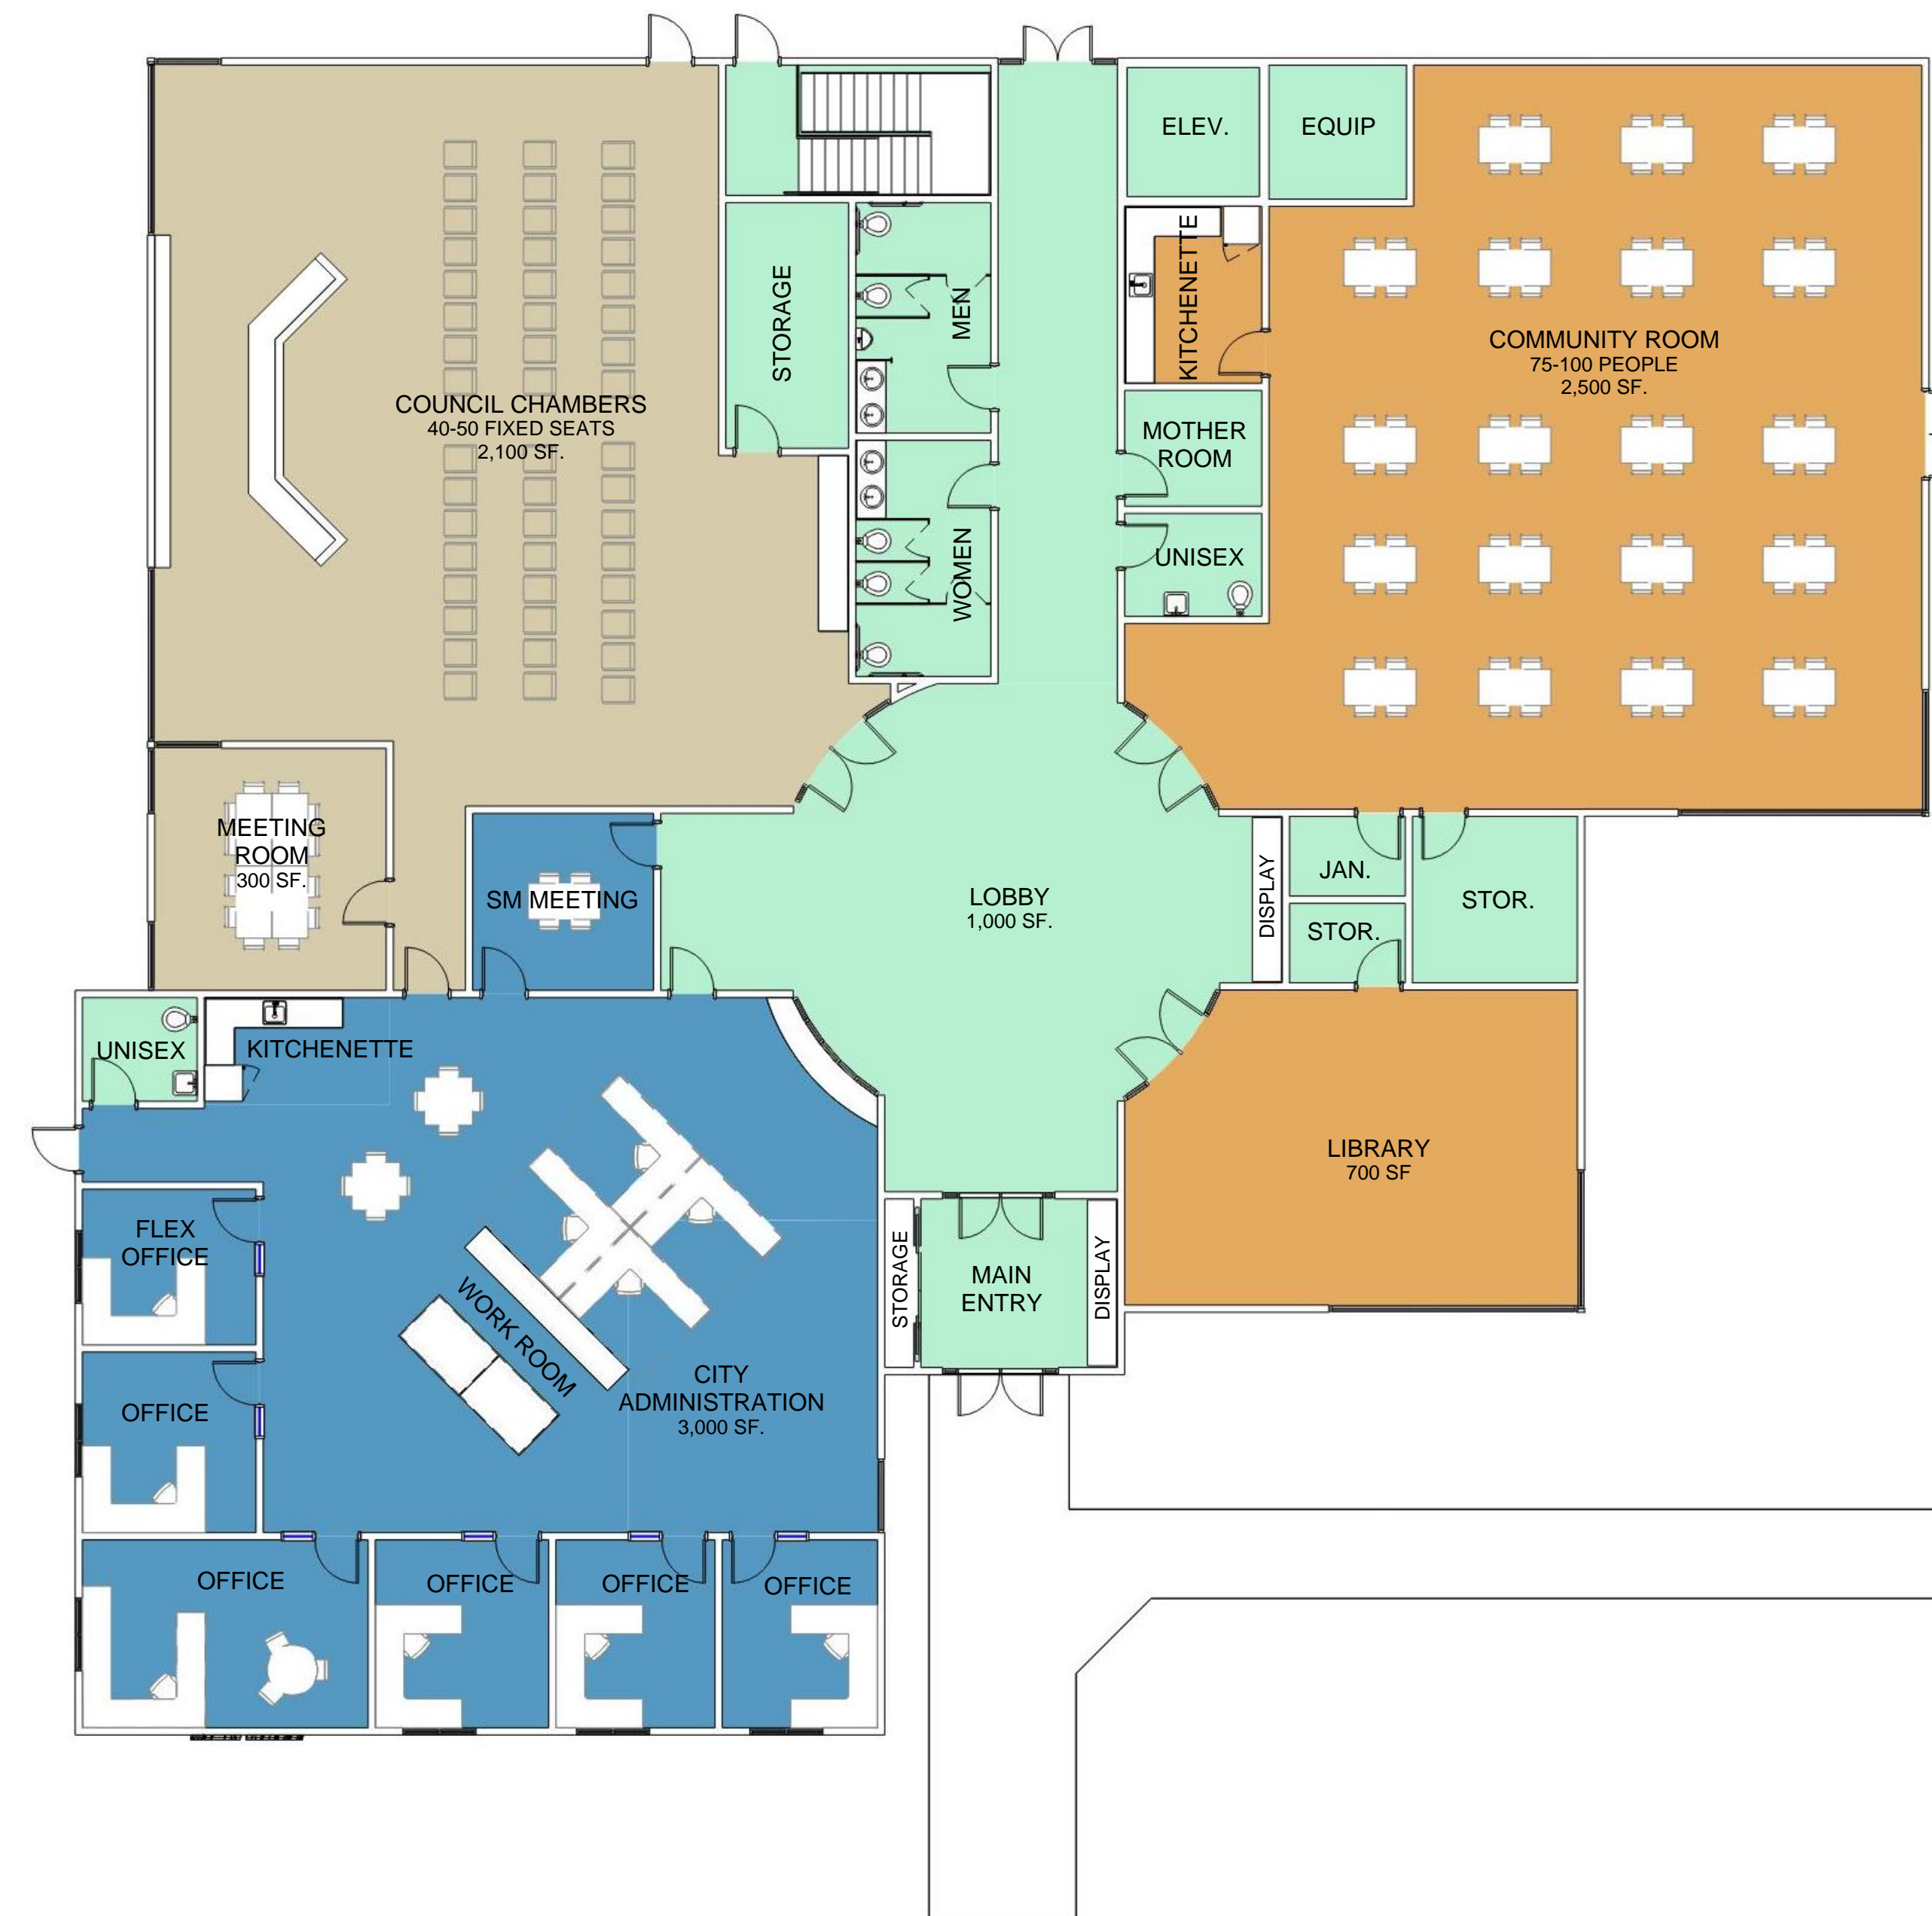 ELEV.
EQUIP
KITCHENETTE
STORAGE
MEN
COMMUNITY ROOM
75-100 PEOPLE
2,500 SF.
COUNCIL CHAMBERS
40-50 FIXED SEATS
2,100 SF.
MOTHER
ROOM
WOMEN
UNISEX
MEETING
ROOM
300 SF.
SM MEETING
LOBBY
1,000 SF.
DISPLAY
JAN.
STOR.
STOR.
UNISEX
KITCHENETTE
LIBRARY
700 SF
FLEX
OFFICE
STORAGE
MAIN
ENTRY
DISPLAY
WORK ROOM
CITY
ADMINISTRATION
3,000 SF.
OFFICE
OFFICE
OFFICE
OFFICE
OFFICE